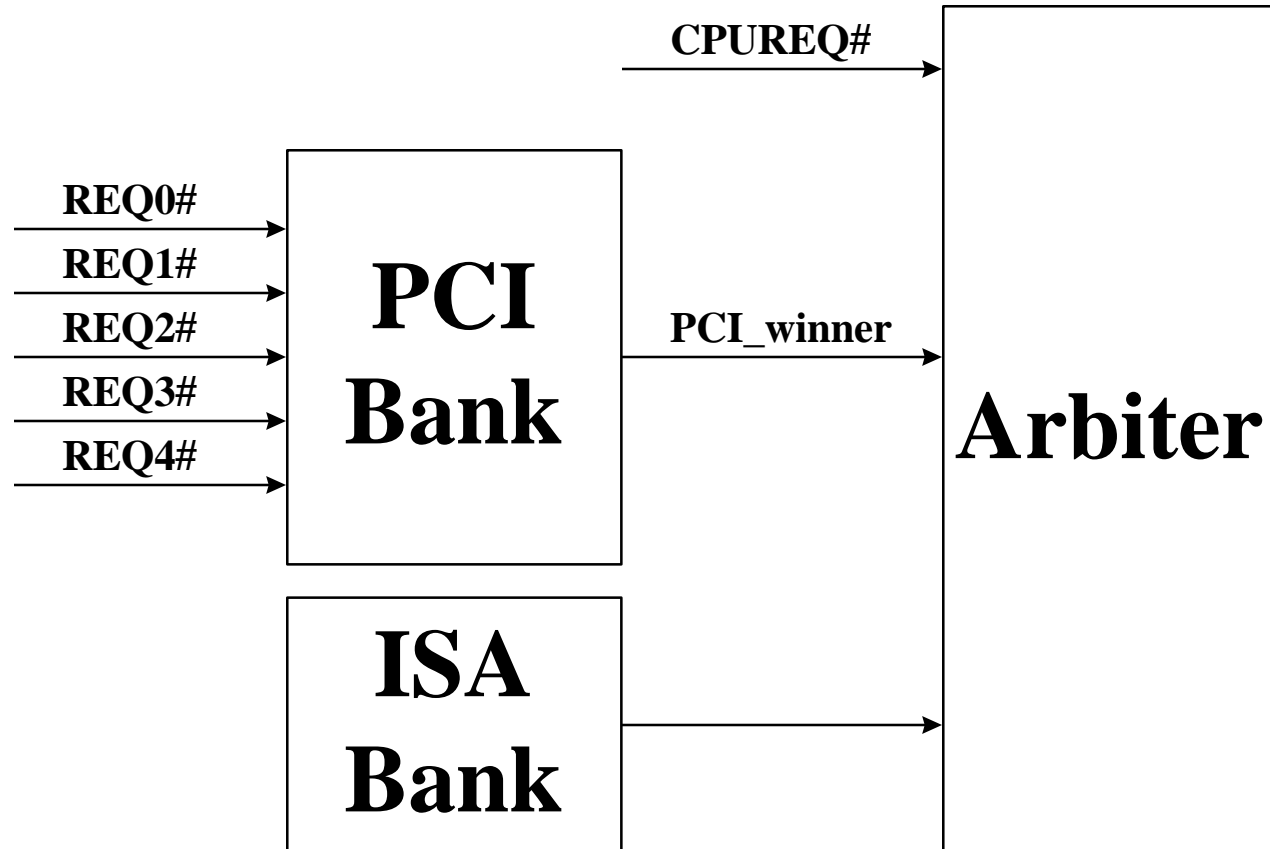 CPUREQ#
REQ0#
REQ1#
REQ2#
REQ3#
REQ4#
PCI
Bank
PCI_winner
Arbiter
ISA
Bank